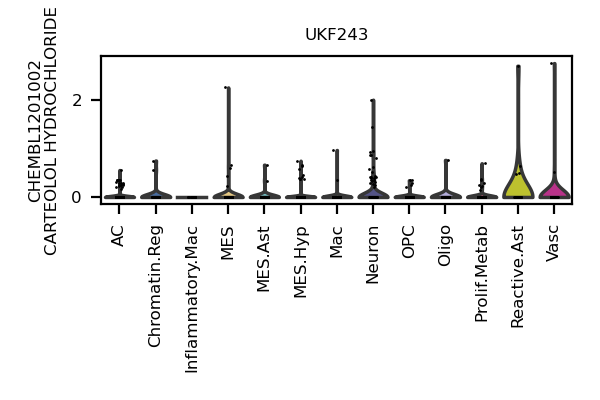 UKF243
CHEMBL1201002
CARTEOLOL HYDROCHLORIDE
2
0
AC
Chromatin.Reg
Inflammatory.Mac
MES
MES.Ast
MES.Hyp
Mac
Neuron
OPC
Oligo
Prolif.Metab
Reactive.Ast
Vasc